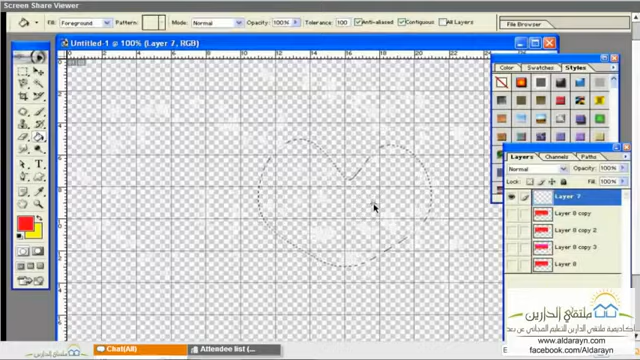 Screen Share Viewer
Fill: Foreground Pattern: Mode: Normal Opacity: 100% Tolerance: 100 Anti-aliased Contiguous All Layers File Browser
Untitled-1 @ 100% (Layer 7, RGB)
Color Swatches Styles
Layers Channels Paths
Normal Opacity: 100%
Lock: Fill: 100%
Layer 7
Layer 8 copy
Layer 8 copy 2
Layer 8 copy 3
Layer 8
ملتقي الدارين
www.aldarayn.com
facebook.com/Aldarayn
Chat(All) Attendee list (...